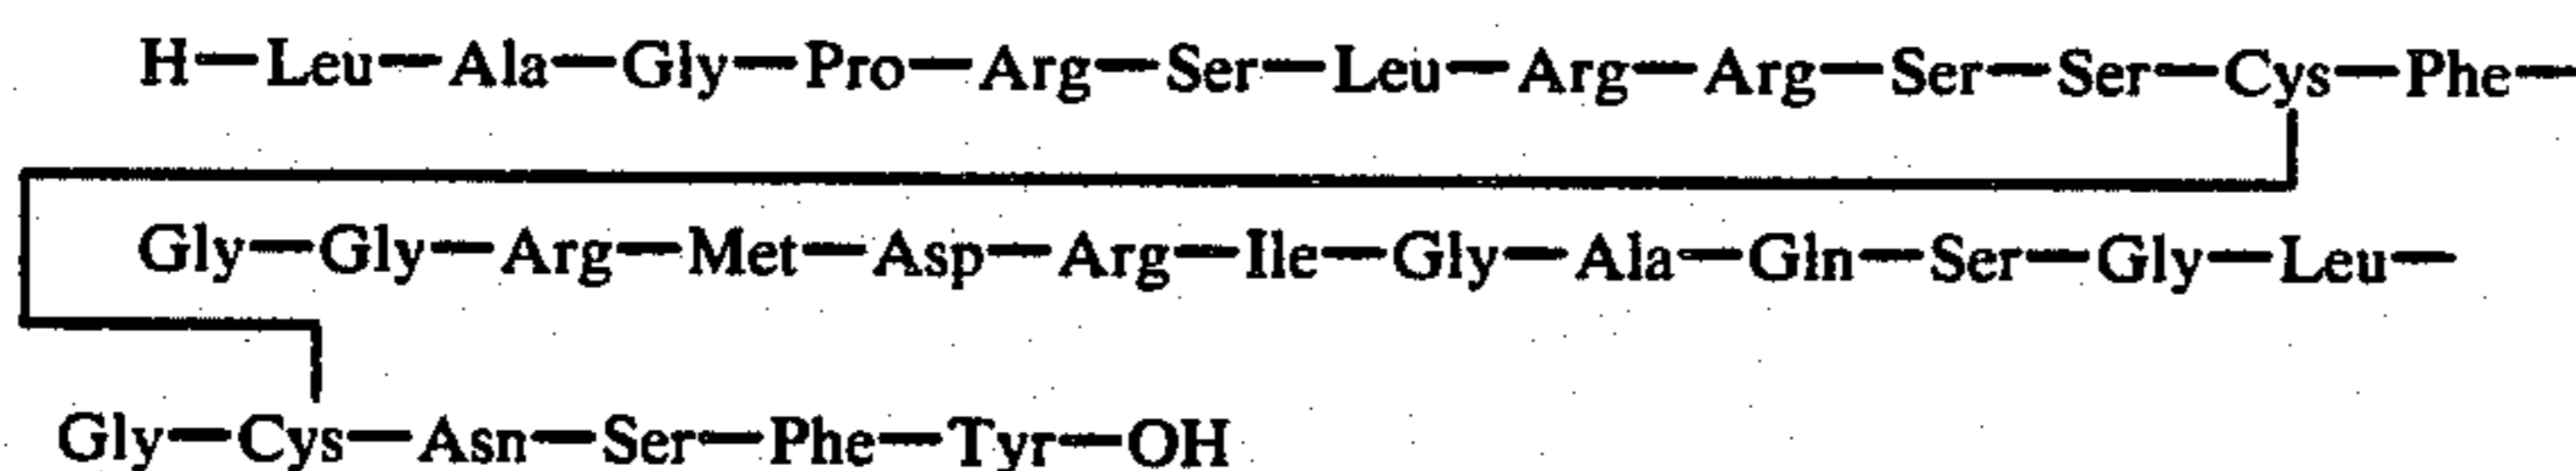 H—Leu—Ala—Gly—Pro—Arg—Ser—Leu—Arg—Arg—Ser—Ser—Cys—Phe—
Gly—Gly—Arg—Met—Asp—Arg—Ile—Gly—Ala—Gln—Ser—Gly—Leu—
Gly—Cys—Asn—Ser—Phe—Tyr—OH